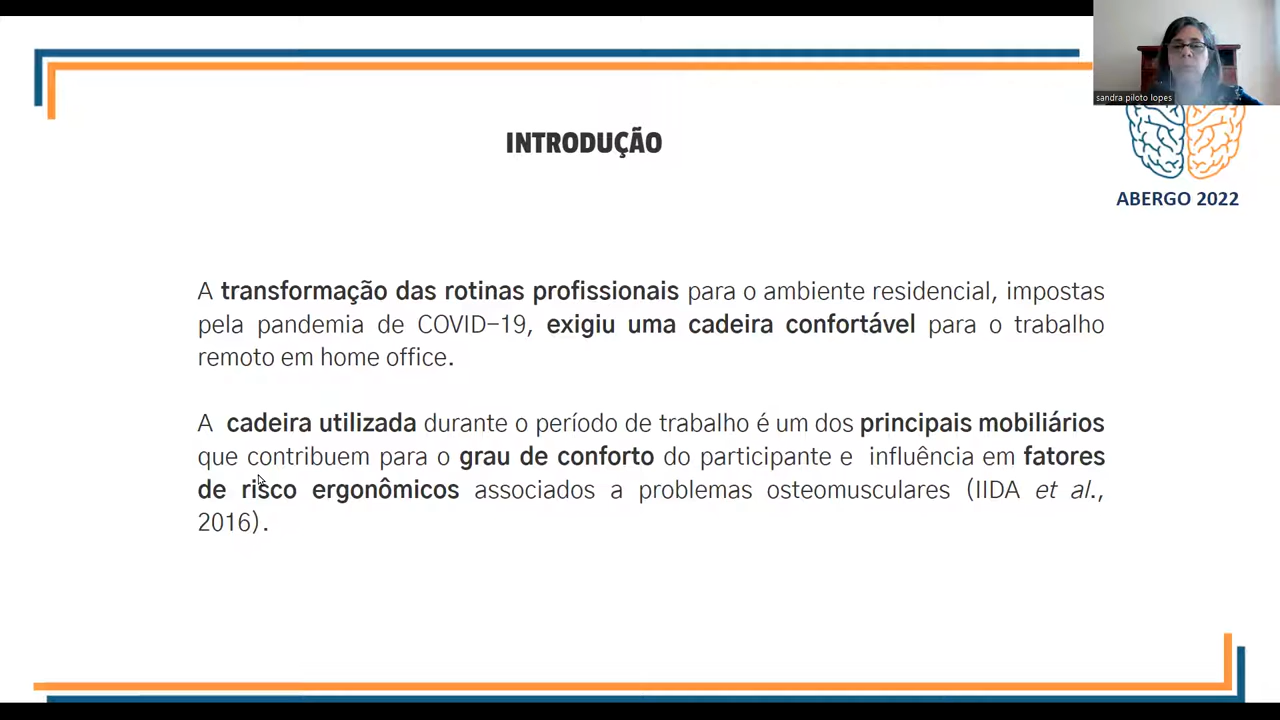 sandra piloto lopes
INTRODUÇÃO
ABERGO 2022
A transformação das rotinas profissionais para o ambiente residencial, impostas
pela pandemia de COVID-19, exigiu uma cadeira confortável para o trabalho
remoto em home office.
A cadeira utilizada durante o período de trabalho é um dos principais mobiliários
que contribuem para o grau de conforto do participante e influência em fatores
de risco ergonômicos associados a problemas osteomusculares (IIDA et al.,
2016).